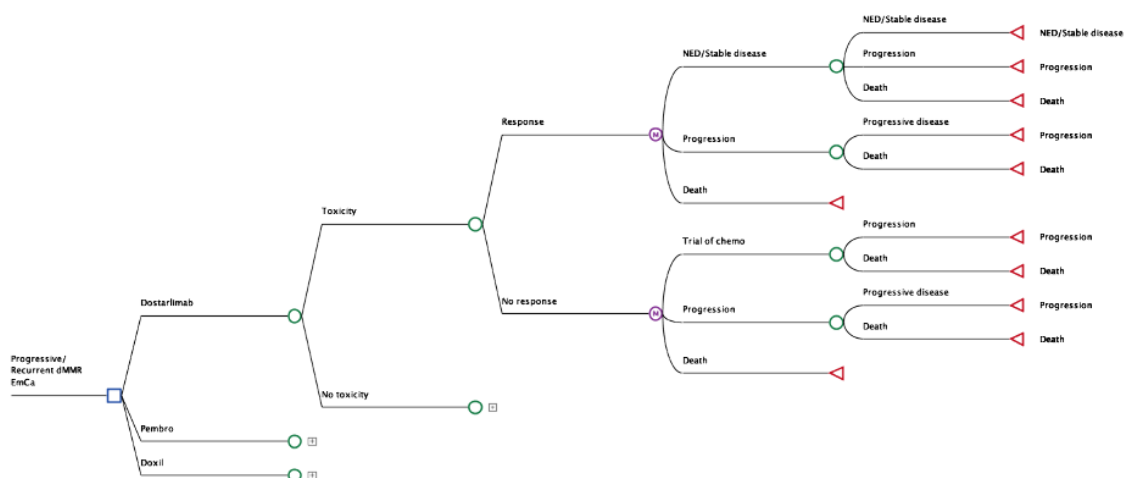 NED/Stable disease
NED/Stable disease
NED/Stable disease
Progression
Progression
Death
Death
Response
M
Progression
Progressive disease
Progression
Death
Death
Death
Toxicity
Trial of chemo
Progression
Progression
Death
Death
No response
M
Progression
Progressive disease
Progression
Death
Death
Death
Dostarlimab
Progressive/
Recurrent dMMR
EmCa
No toxicity
Pembro
Doxil